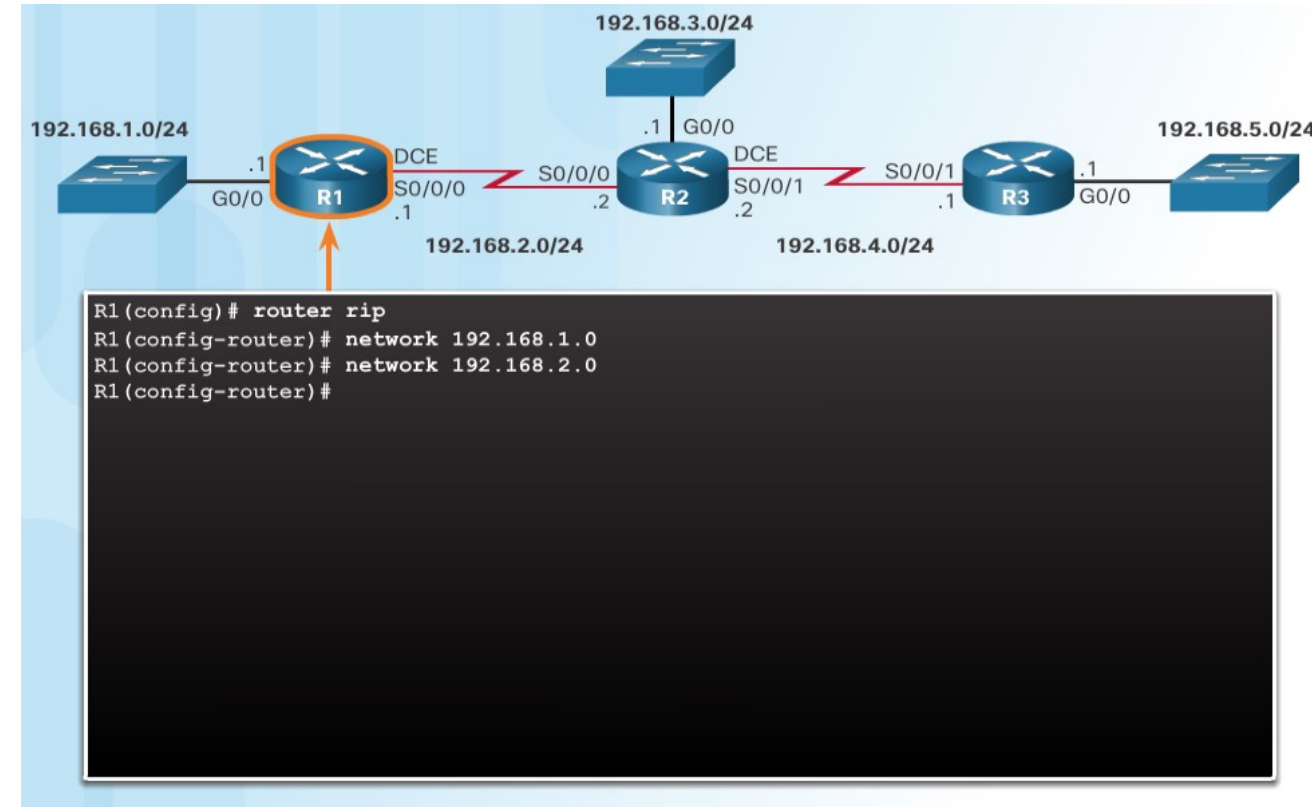 192.168.3.0/24
192.168.1.0/24
.1 G0/0
192.168.5.0/24
.1
DCE
S0/0/0
DCE
S0/0/1
.1
G0/0
R1
S0/0/0
.1
.2
R2
S0/0/1
.2
.1
R3
G0/0
192.168.2.0/24
192.168.4.0/24
R1(config)# router rip
R1(config-router)# network 192.168.1.0
R1(config-router)# network 192.168.2.0
R1(config-router)#